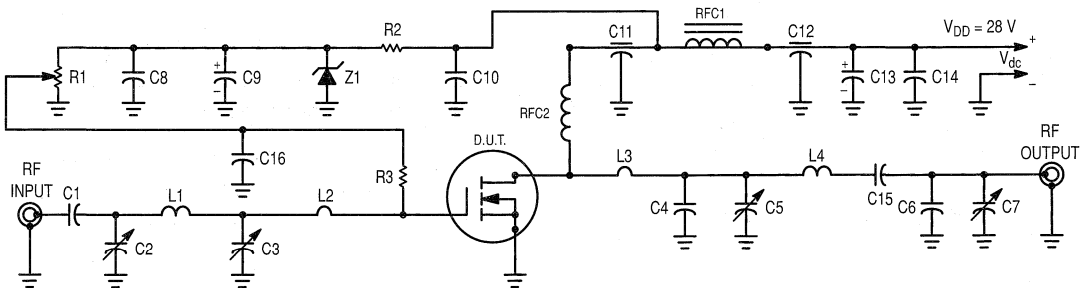 RFC1
R2
C11
C12
V_DD = 28 V
+
R1
C8
+
C9
−
Z1
C10
+
C13
−
C14
V_dc
−
RFC2
D.U.T.
C16
R3
L3
L4
RF
OUTPUT
RF
INPUT
C1
L1
L2
C15
C2
C3
C4
C5
C6
C7